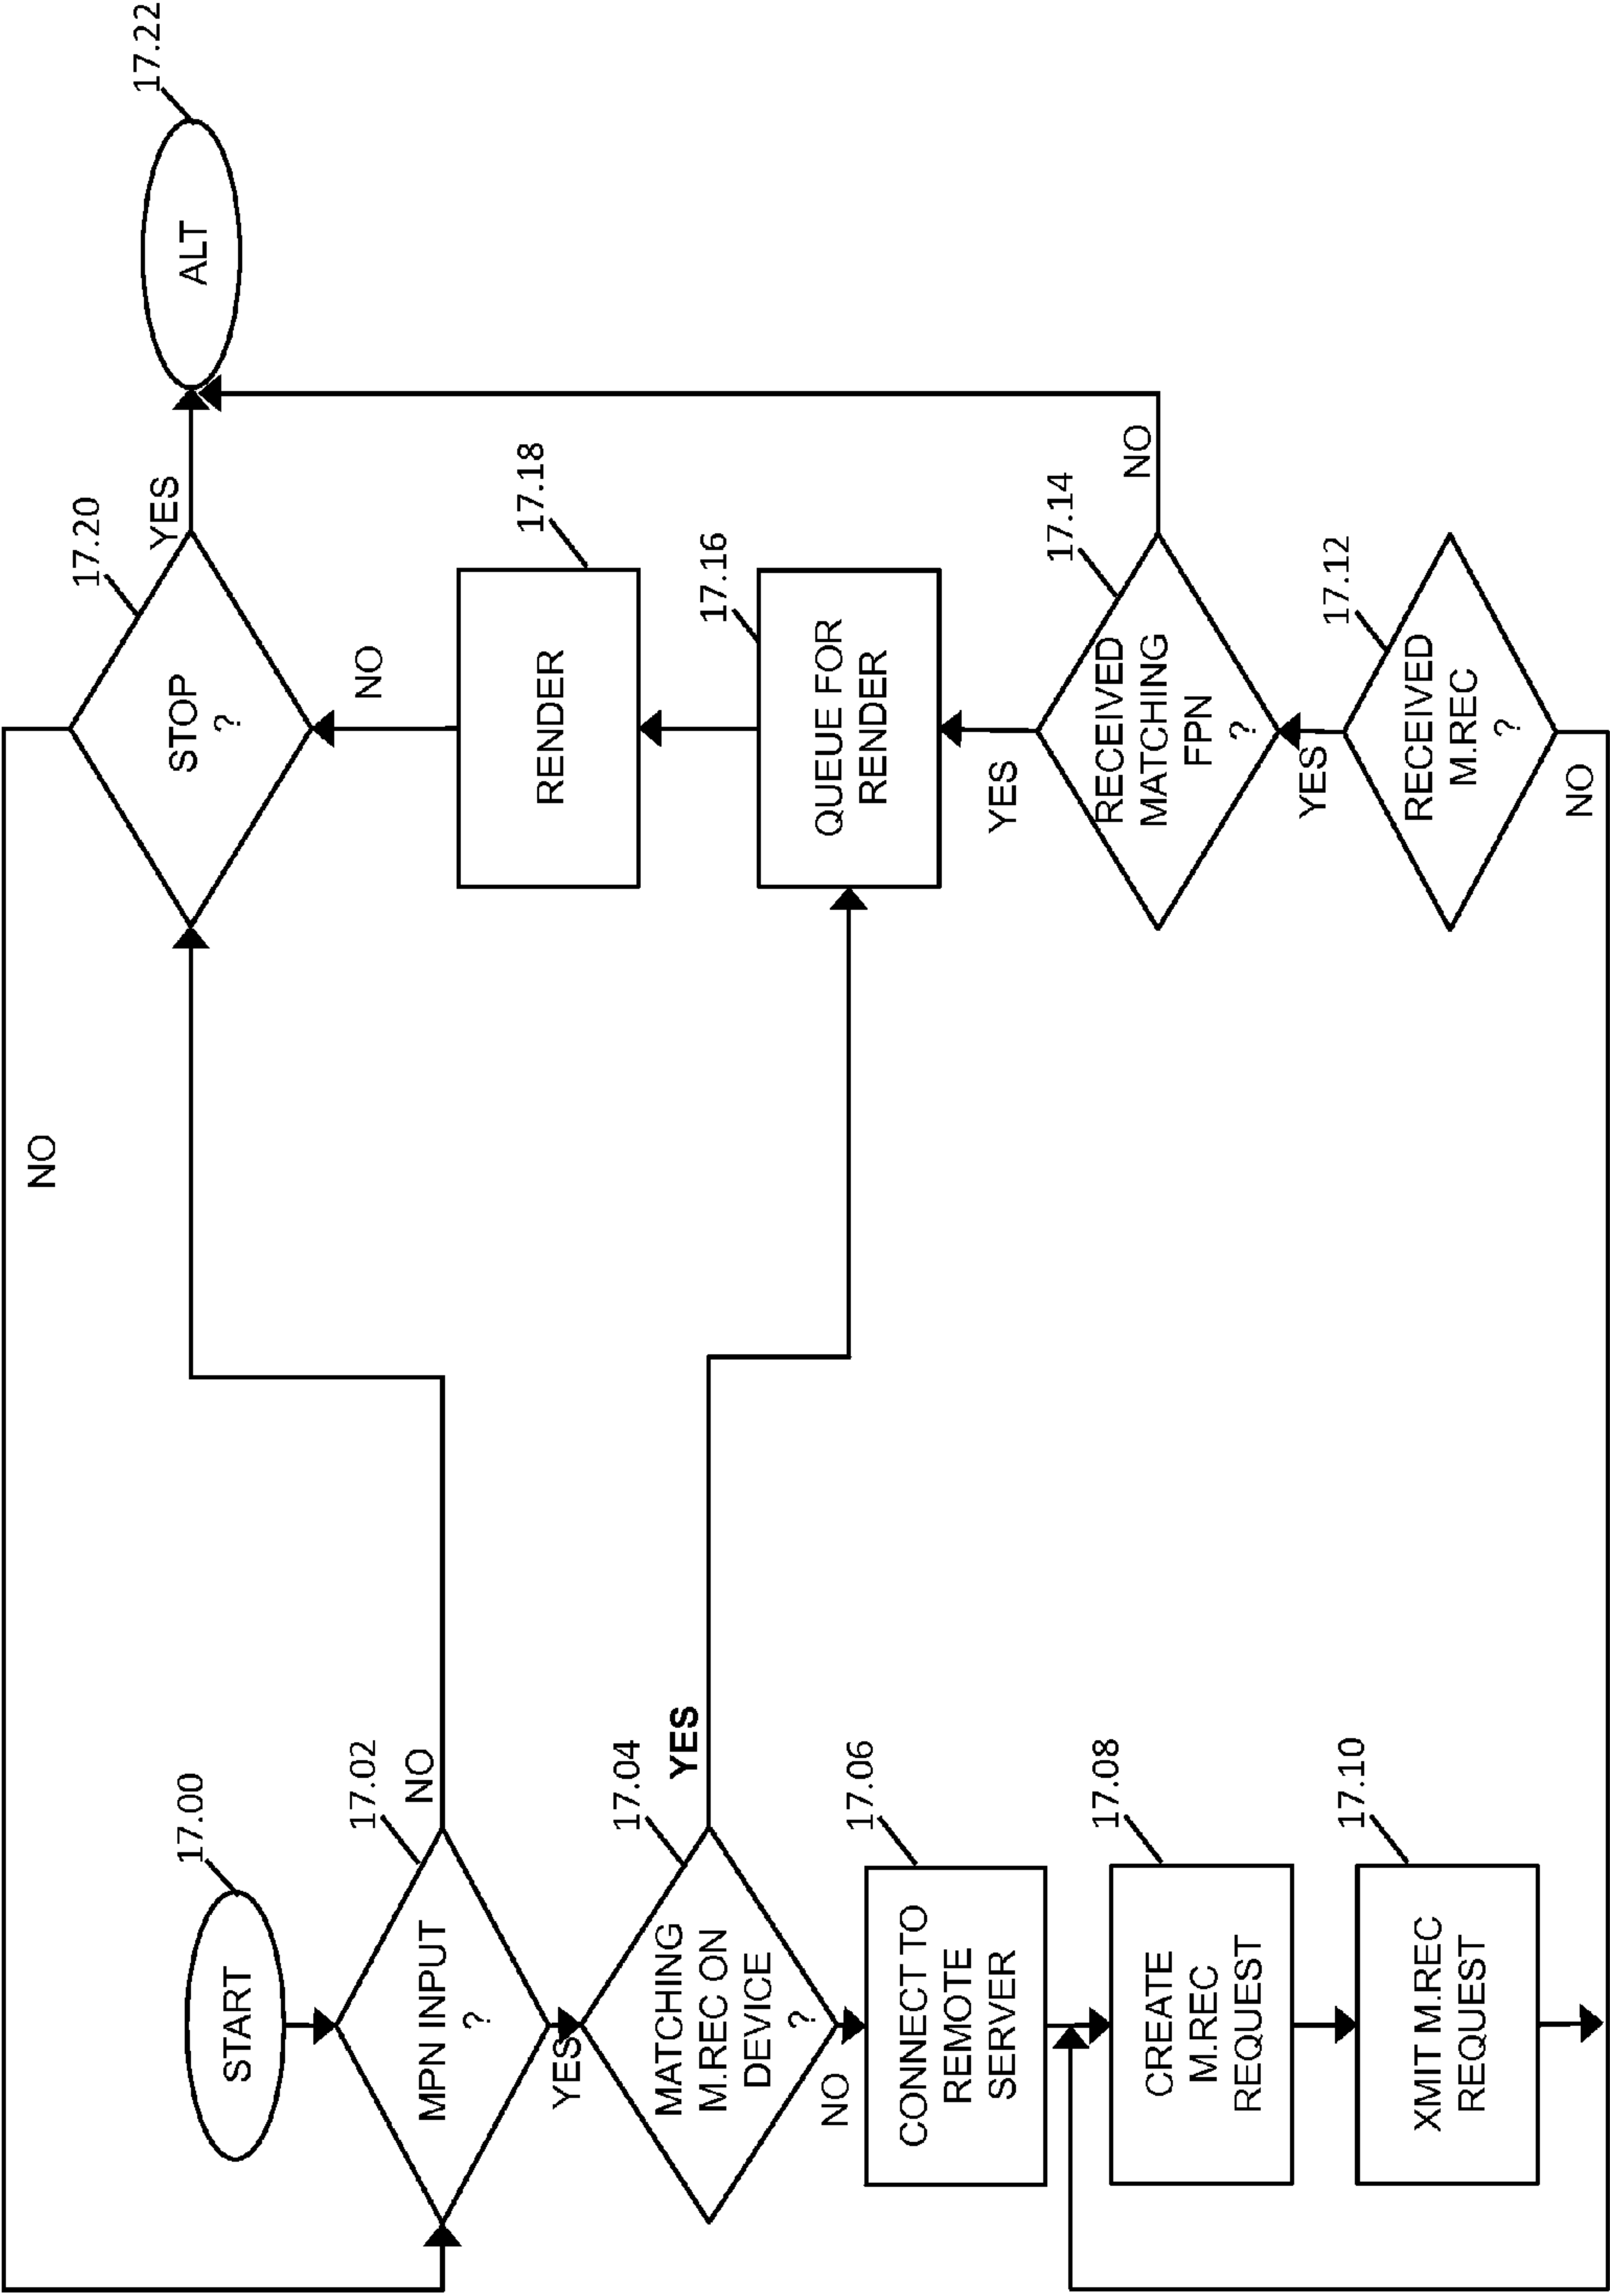 17.00
START
17.02
MPN INPUT
?
NO
YES
17.04
MATCHING
M.REC ON
DEVICE
?
YES
NO
17.06
CONNECT TO
REMOTE
SERVER
17.08
CREATE
M.REC
REQUEST
17.10
XMIT M.REC
REQUEST
NO
17.20
STOP
?
YES
17.22
ALT
NO
17.18
RENDER
17.16
QUEUE FOR
RENDER
YES
17.14
RECEIVED
MATCHING
FPN
?
NO
YES
17.12
RECEIVED
M.REC
?
NO